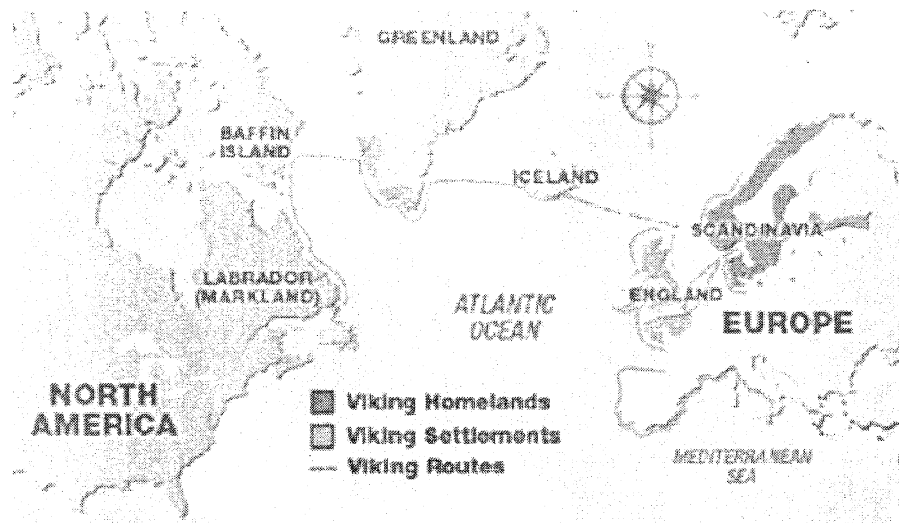 GREENLAND
BAFFIN
ISLAND
ICELAND
SCANDINAVIA
LABRADOR
(MARKLAND)
ENGLAND
ATLANTIC
OCEAN
EUROPE
NORTH
AMERICA
Viking Homelands
Viking Settlements
Viking Routes
MEDITERRANEAN
SEA